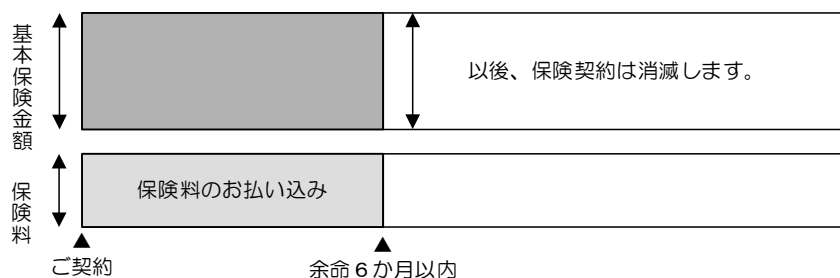 基本保険金額
以後、保険契約は消滅します。
保険料
保険料のお払い込み
ご契約
余命6か月以内